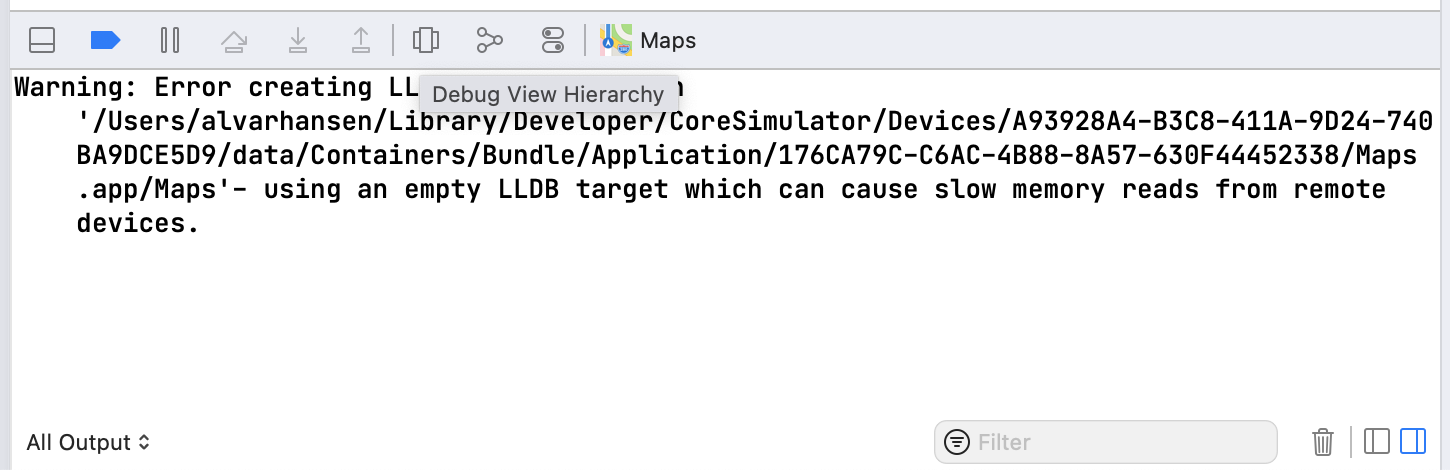 Maps
Warning: Error creating LL
Debug View Hierarchy
'/Users/alvarhansen/Library/Developer/CoreSimulator/Devices/A93928A4-B3C8-411A-9D24-740
BA9DCE5D9/data/Containers/Bundle/Application/176CA79C-C6AC-4B88-8A57-630F44452338/Maps
.app/Maps'- using an empty LLDB target which can cause slow memory reads from remote
devices.
All Output
Filter